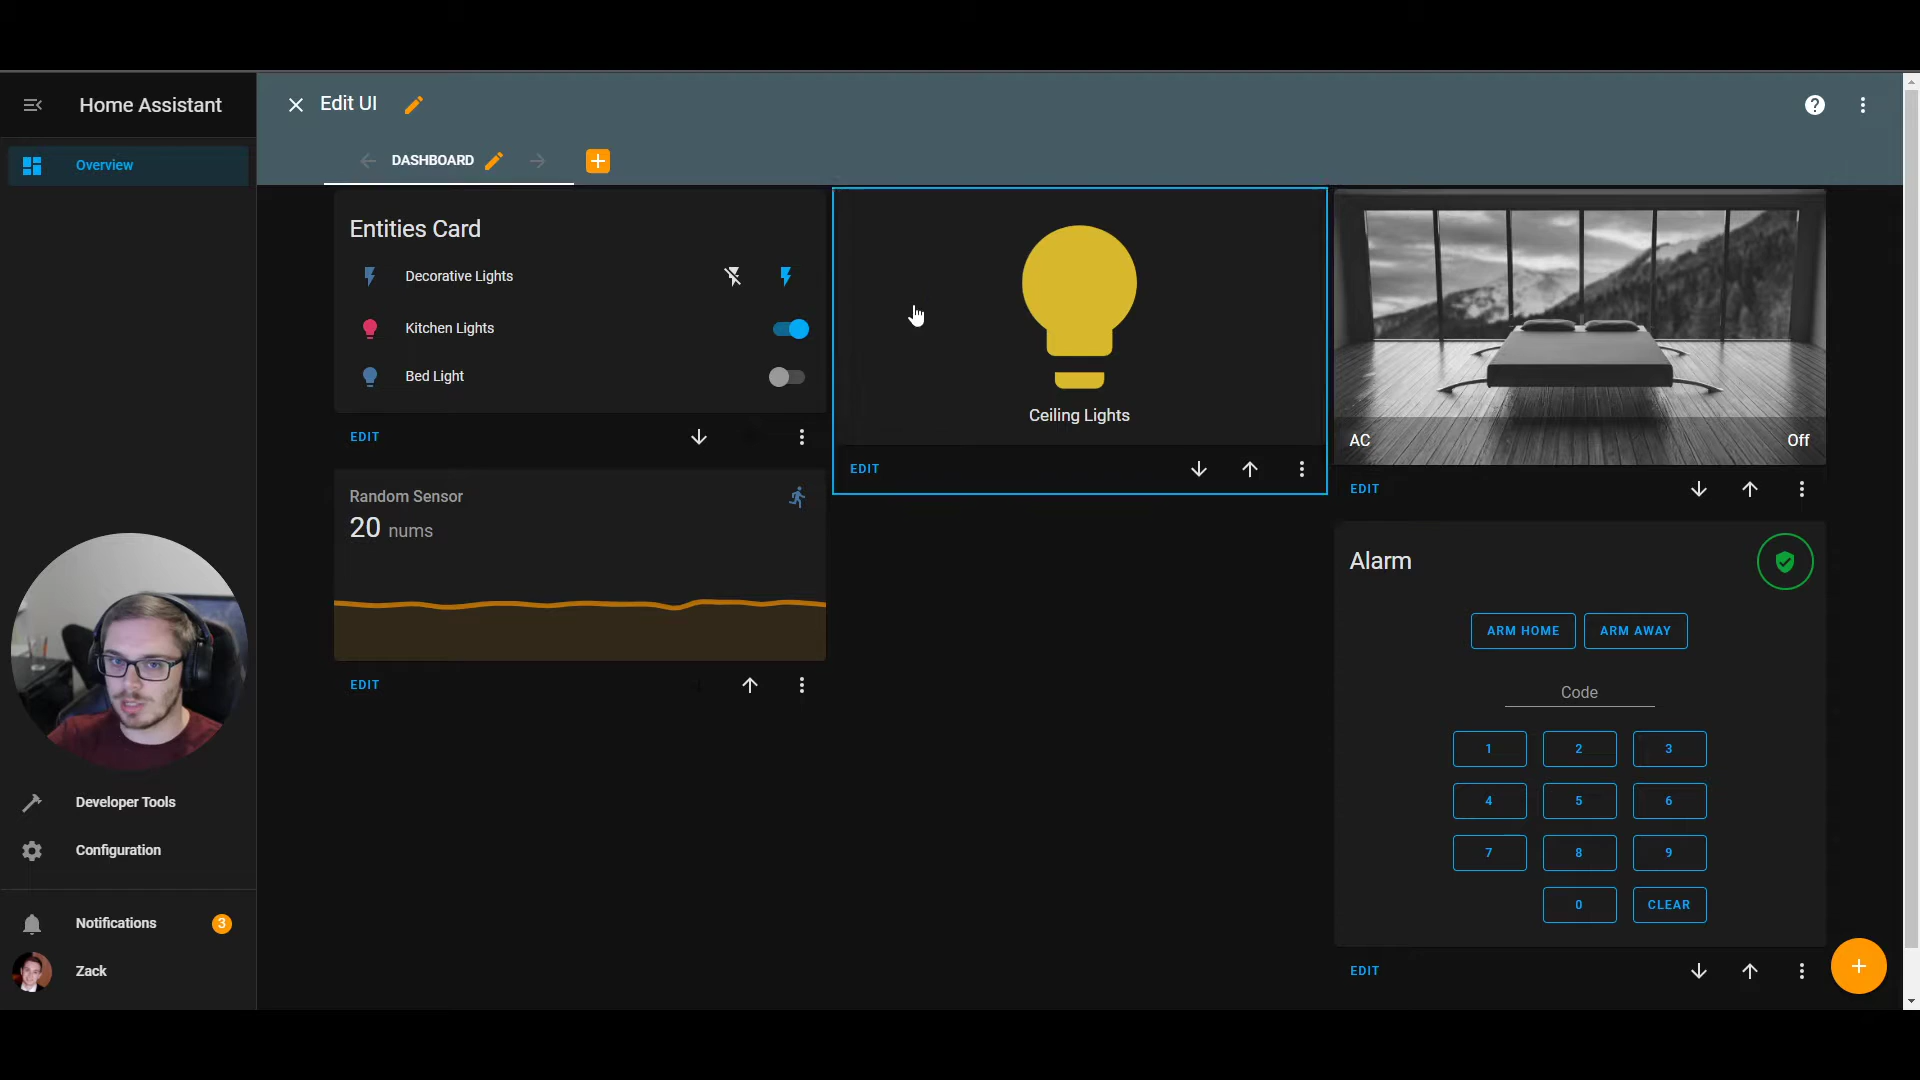 Home Assistant
Edit UI
DASHBOARD
Overview
Entities Card
Decorative Lights
Kitchen Lights
Bed Light
EDIT
Random Sensor
20 nums
EDIT
Ceiling Lights
EDIT
AC
Off
EDIT
Alarm
ARM HOME
ARM AWAY
Code
1 2 3
4 5 6
7 8 9
0 CLEAR
EDIT
Developer Tools
Configuration
Notifications 3
Zack